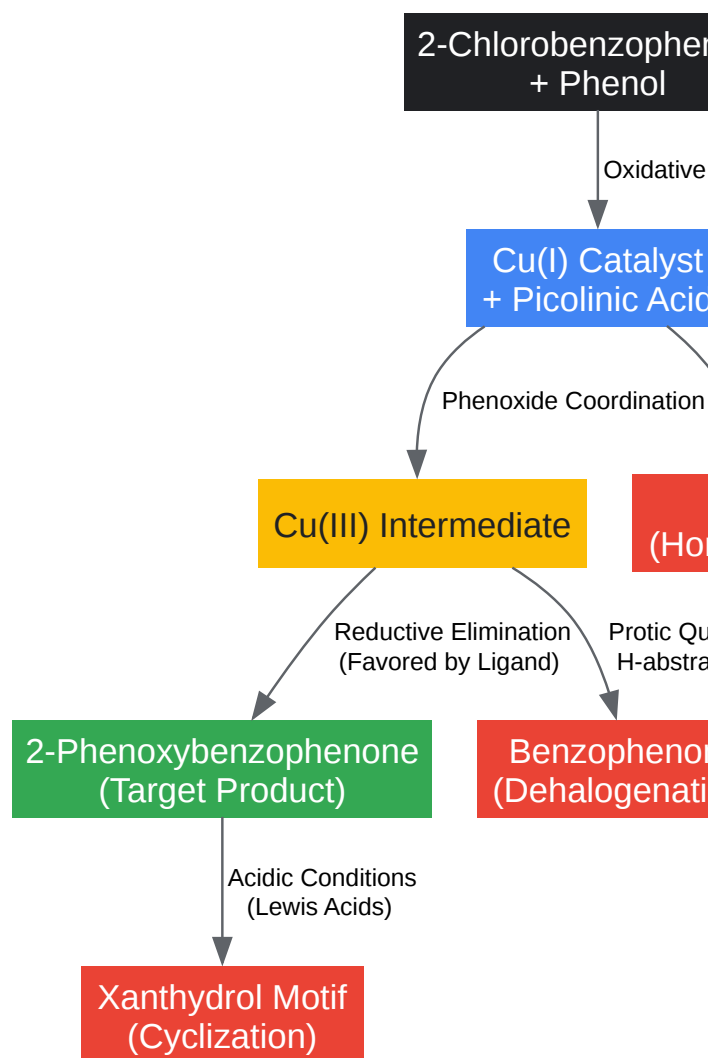 2-Chlorobenzophen
+ Phenol
Oxidative
Cu(I) Catalyst
+ Picolinic Acid
Phenoxide Coordination
Cu(III) Intermediate
(Hor
Reductive Elimination
(Favored by Ligand)
Protic Qu
H-abstra
2-Phenoxybenzophenone
(Target Product)
Benzophenon
(Dehalogenati
Acidic Conditions
(Lewis Acids)
Xanthydrol Motif
(Cyclization)